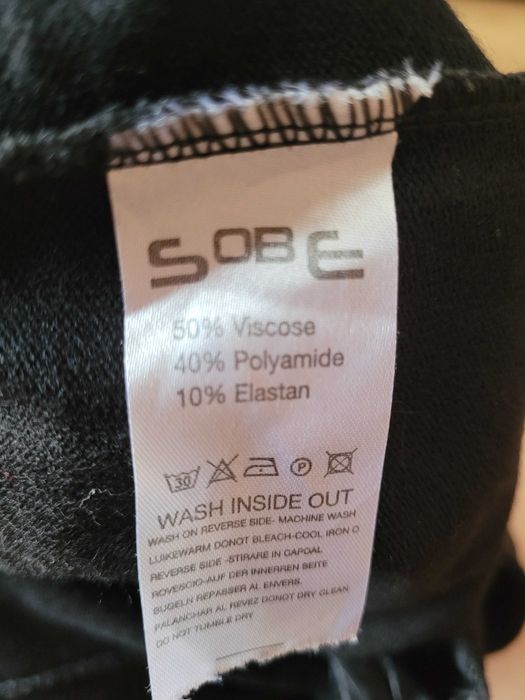 SOBE
50% Viscose
40% Polyamide
10% Elastan
30 P
WASH INSIDE OUT
WASH ON REVERSE SIDE- MACHINE WASH
LUIKEWARM DONOT BLEACH-COOL IRON O
REVERSE SIDE -STIRARE IN CAPOAL
ROVESCIO-AUF DER INNERREN SEITE
BUGELN REPASSER AL ENVERS.
PALANCHAR AL REVEZ DONOT DRY CLEAN
DO NOT TUMBLE DRY